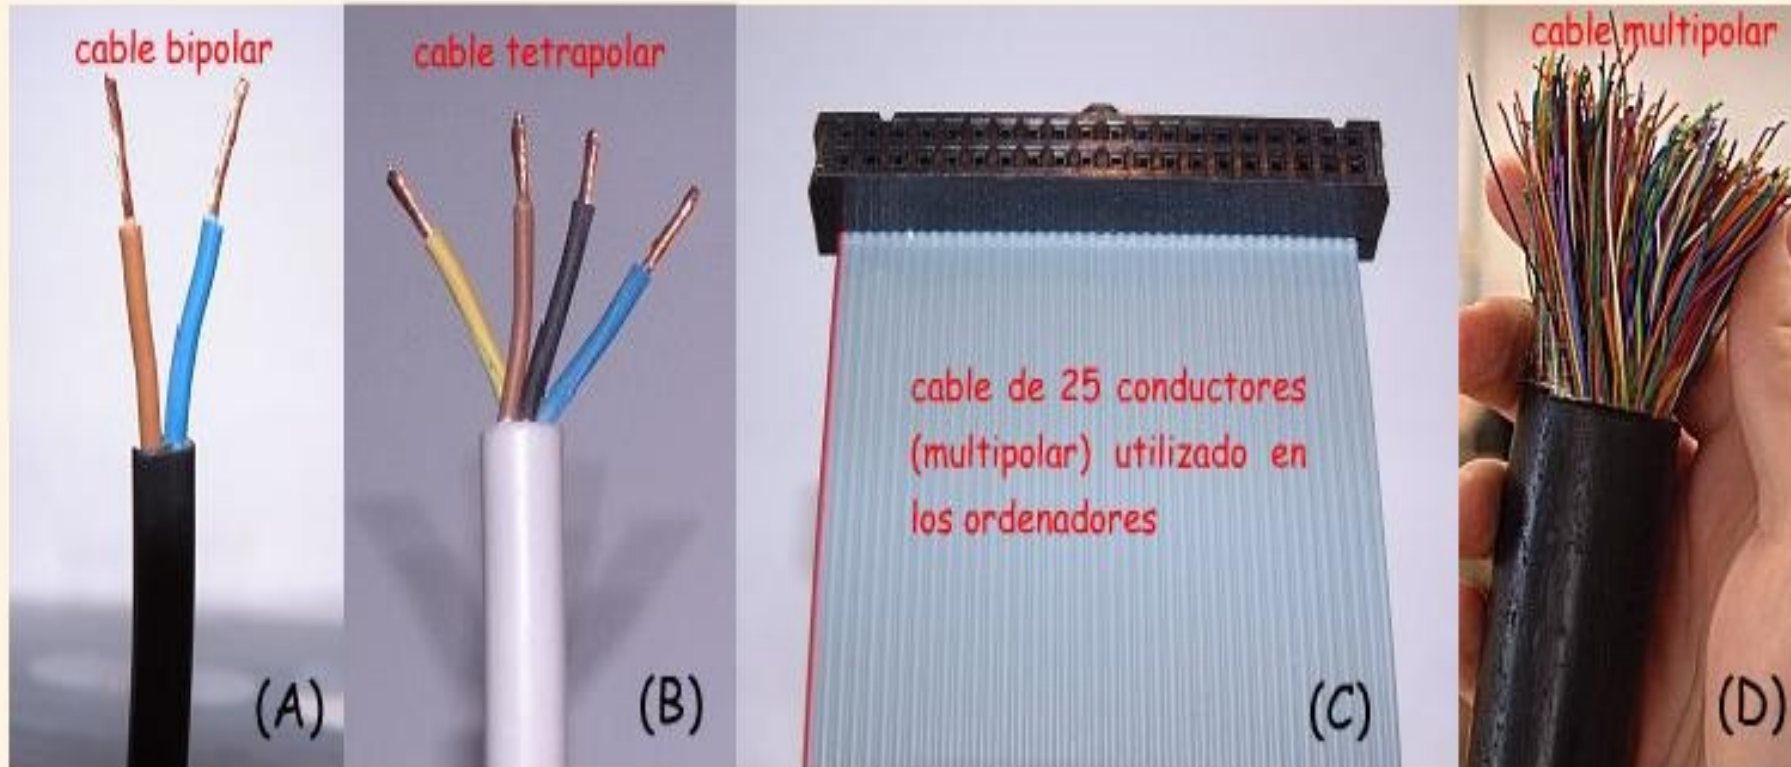 cable bipolar
(A)
cable tetrapolar
(B)
cable de 25 conductores
(multipolar) utilizado en
los ordenadores
(C)
cable multipolar
(D)